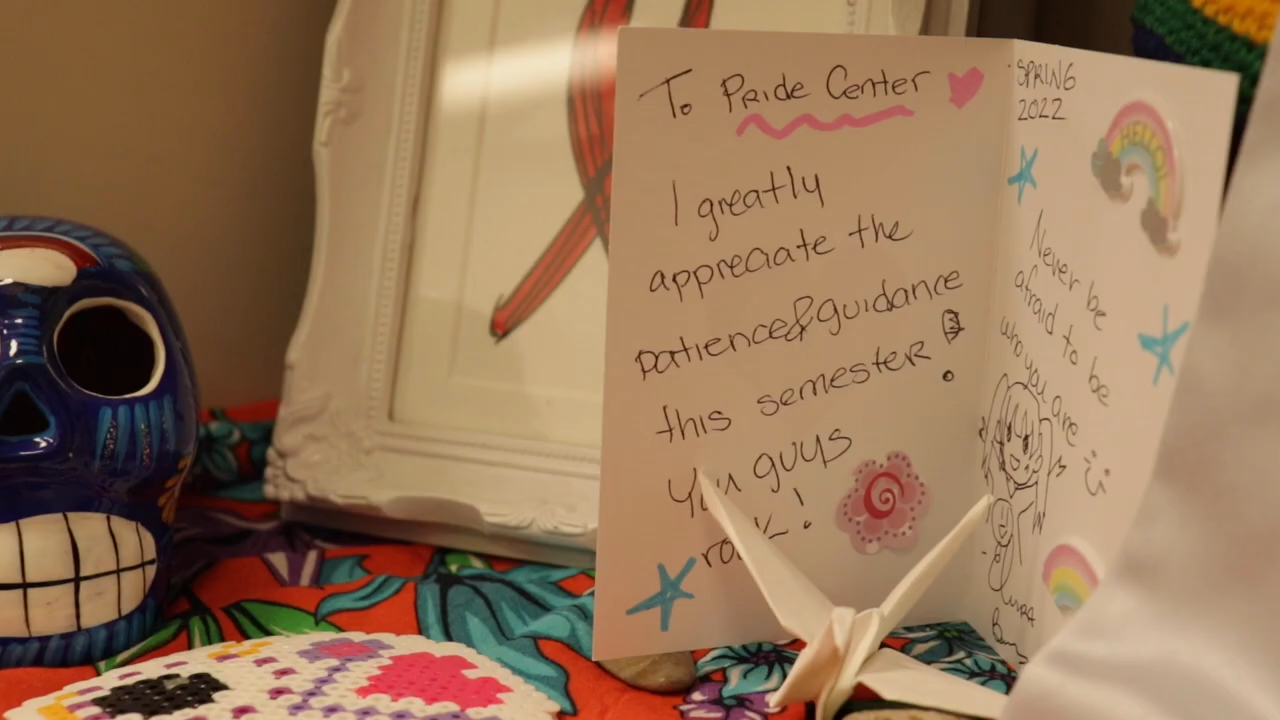 To Pride Center
I greatly
appreciate the
patience & guidance
this semester!
You guys
rock!
SPRING
2022
HELLO!
Never be
afraid to be
who you are :)